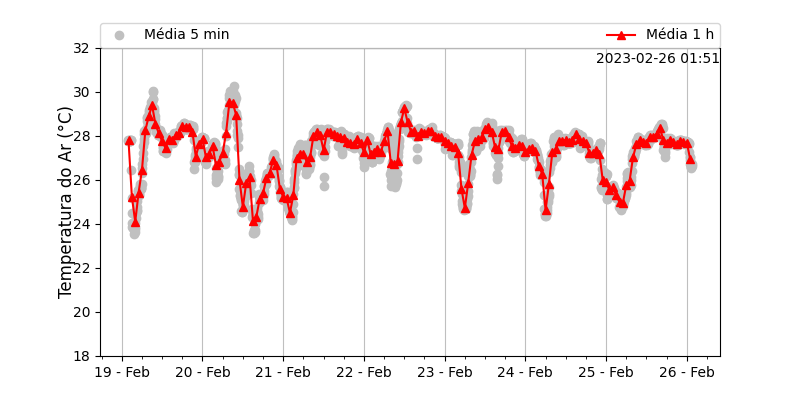 Média 5 min
Média 1 h
2023-02-26 01:51
Temperatura do Ar (°C)
32
30
28
26
24
22
20
18
19 - Feb
20 - Feb
21 - Feb
22 - Feb
23 - Feb
24 - Feb
25 - Feb
26 - Feb